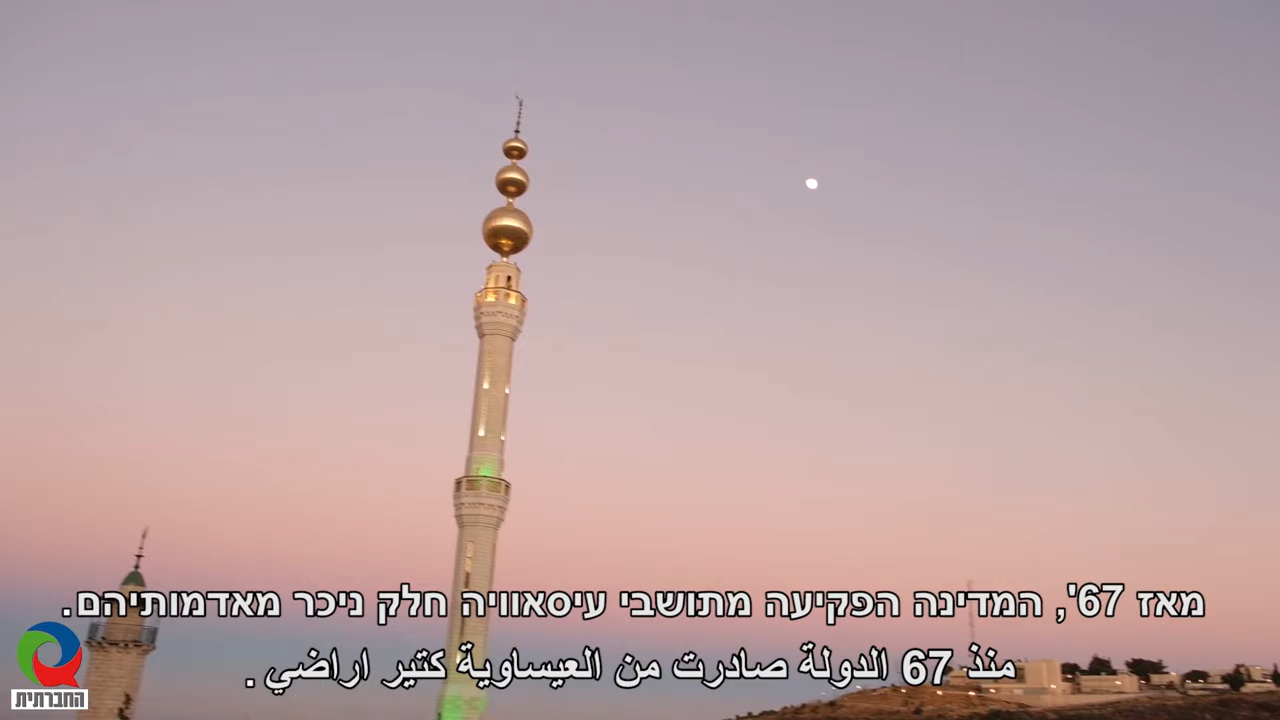 מאז 67', המדינה הפקיעה מתושבי עיסאוויה חלק ניכר מאדמותיהם.
منذ 67 الدولة صادرت من العيساوية كتير اراضي .
החברתית